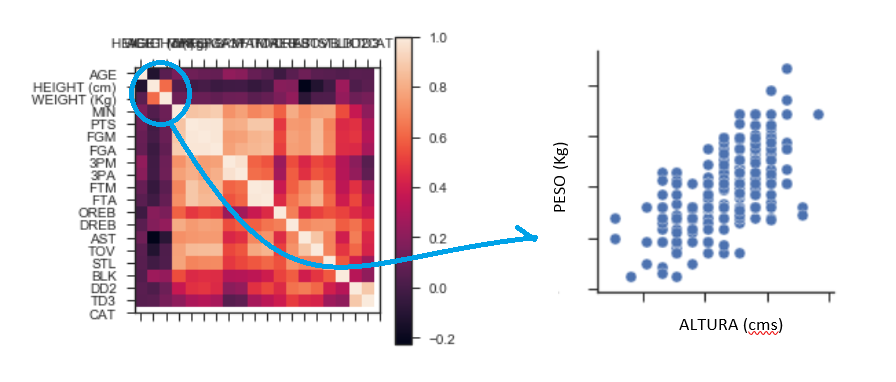 1.0
AGE
HEIGHT (cm)
WEIGHT (Kg)
MIN
PTS
FGM
FGA
3PM
3PA
FTM
FTA
OREB
DREB
AST
TOV
STL
BLK
DD2
TD3
CAT
0.8
0.6
0.4
0.2
0.0
−0.2
PESO (Kg)
ALTURA (cms)